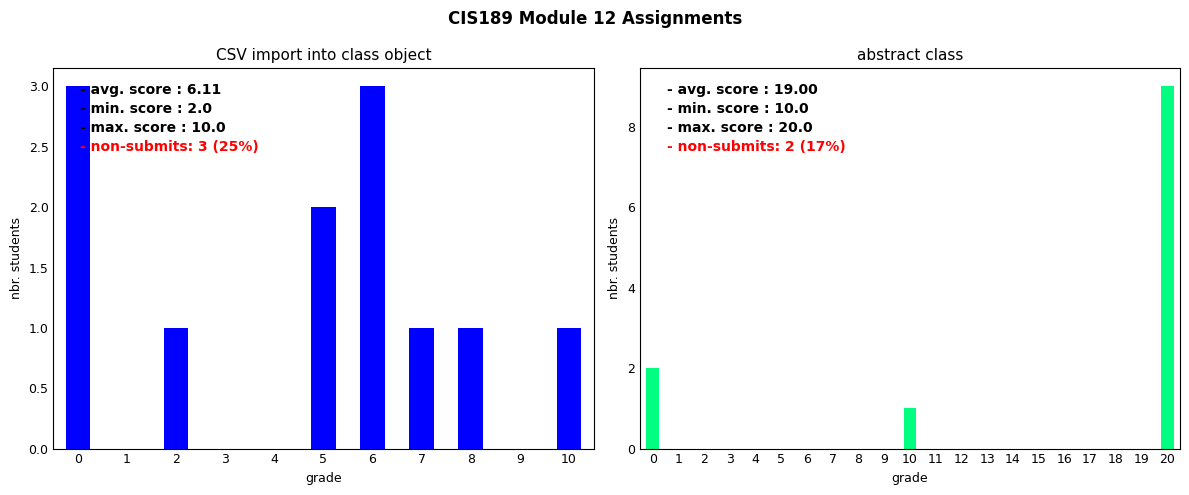 CIS189 Module 12 Assignments
CSV import into class object
3.0
2.5
2.0
1.5
1.0
0.5
0.0
nbr. students
- avg. score : 6.11
- min. score : 2.0
- max. score : 10.0
- non-submits: 3 (25%)
0 1 2 3 4 5 6 7 8 9 10
grade
abstract class
8
6
4
2
0
nbr. students
- avg. score : 19.00
- min. score : 10.0
- max. score : 20.0
- non-submits: 2 (17%)
0 1 2 3 4 5 6 7 8 9 10 11 12 13 14 15 16 17 18 19 20
grade